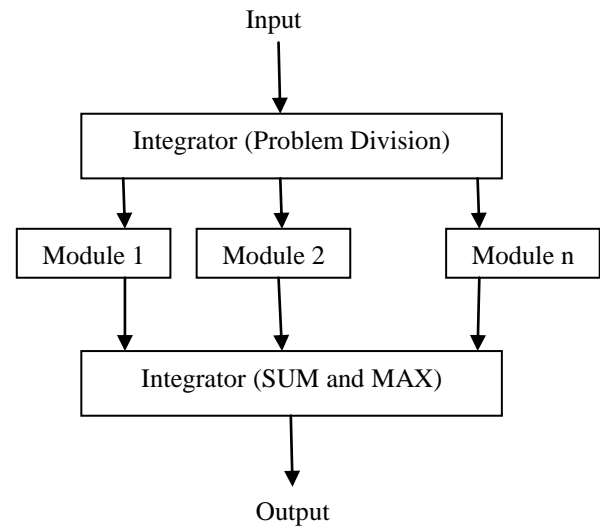 Input
Integrator (Problem Division)
Module 1
Module 2
Module n
Integrator (SUM and MAX)
Output